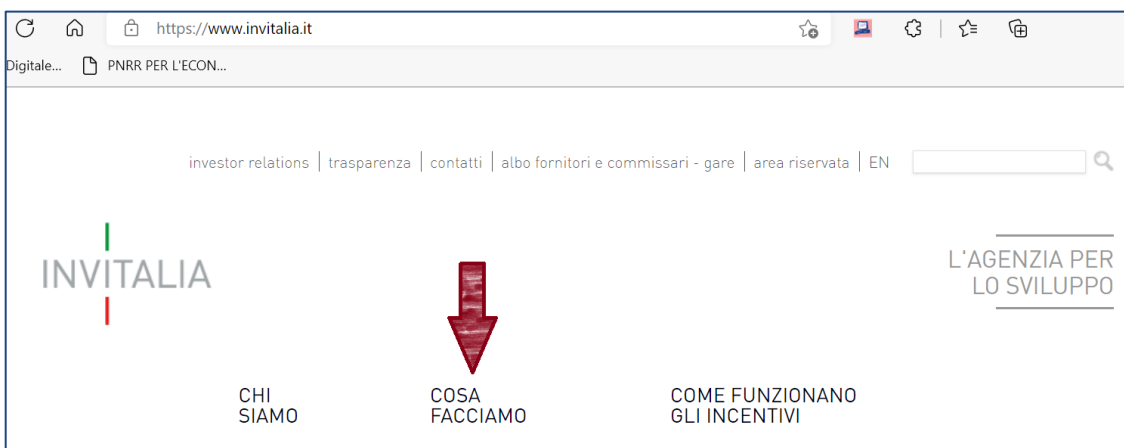 https://www.invitalia.it
Digitale... PNRR PER L'ECON...
investor relations | trasparenza | contatti | albo fornitori e commissari - gare | area riservata | EN
INVITALIA
L'AGENZIA PER
LO SVILUPPO
CHI
SIAMO
COSA
FACCIAMO
COME FUNZIONANO
GLI INCENTIVI